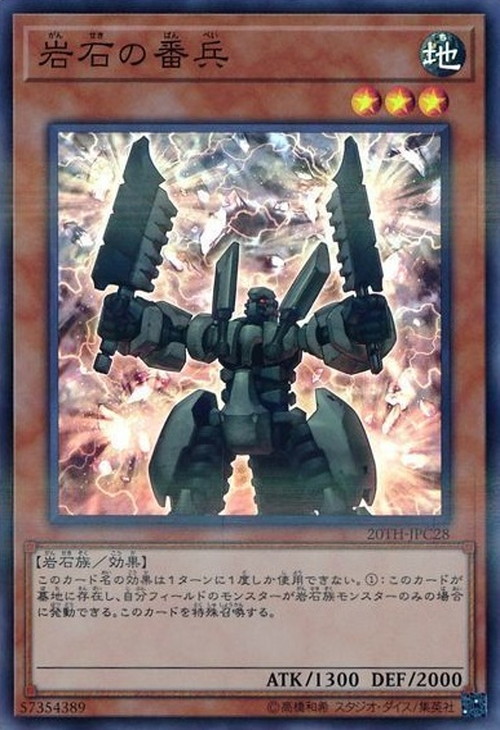 岩石の番兵
がん せき ばん ぺい
地
ち
20TH-JPC28
【岩石族／効果】
このカード名の効果は1ターンに1度しか使用できない。①：このカードが
墓地に存在し、自分フィールドのモンスターが岩石族モンスターのみの場合
に発動できる。このカードを特殊召喚する。
ATK/1300 DEF/2000
57354389
©高橋和希 スタジオ・ダイス/集英社